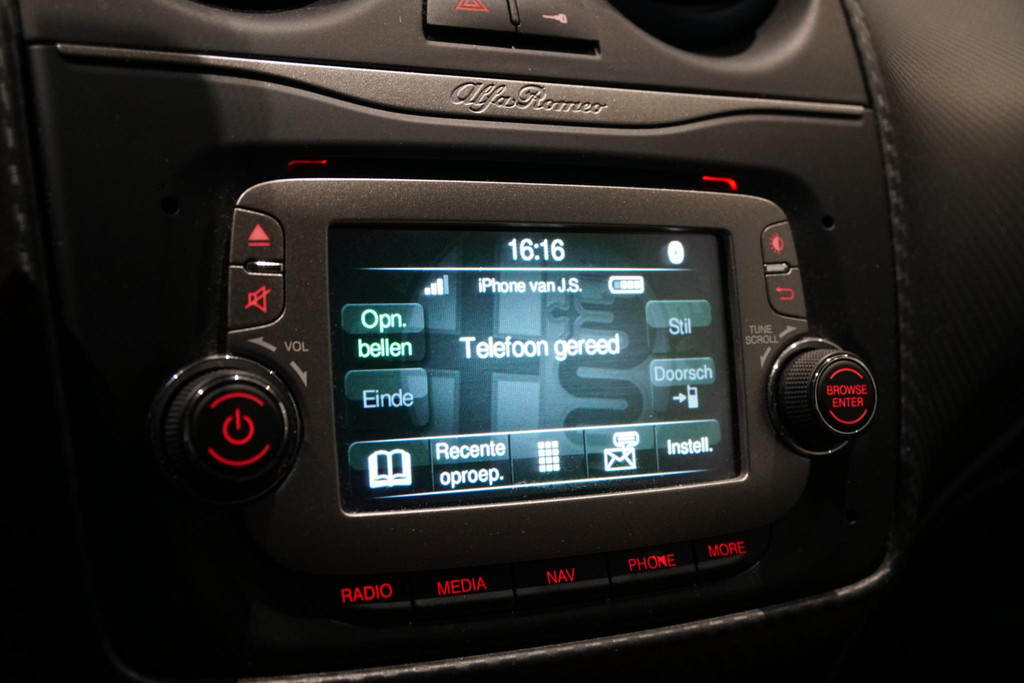 Alfa Romeo
16:16
iPhone van J.S.
Opn.
bellen
Telefoon gereed
Stil
Einde
Doorsch
Recente
oproep.
Instell.
VOL
TUNE
SCROLL
BROWSE
ENTER
RADIO
MEDIA
NAV
PHONE
MORE